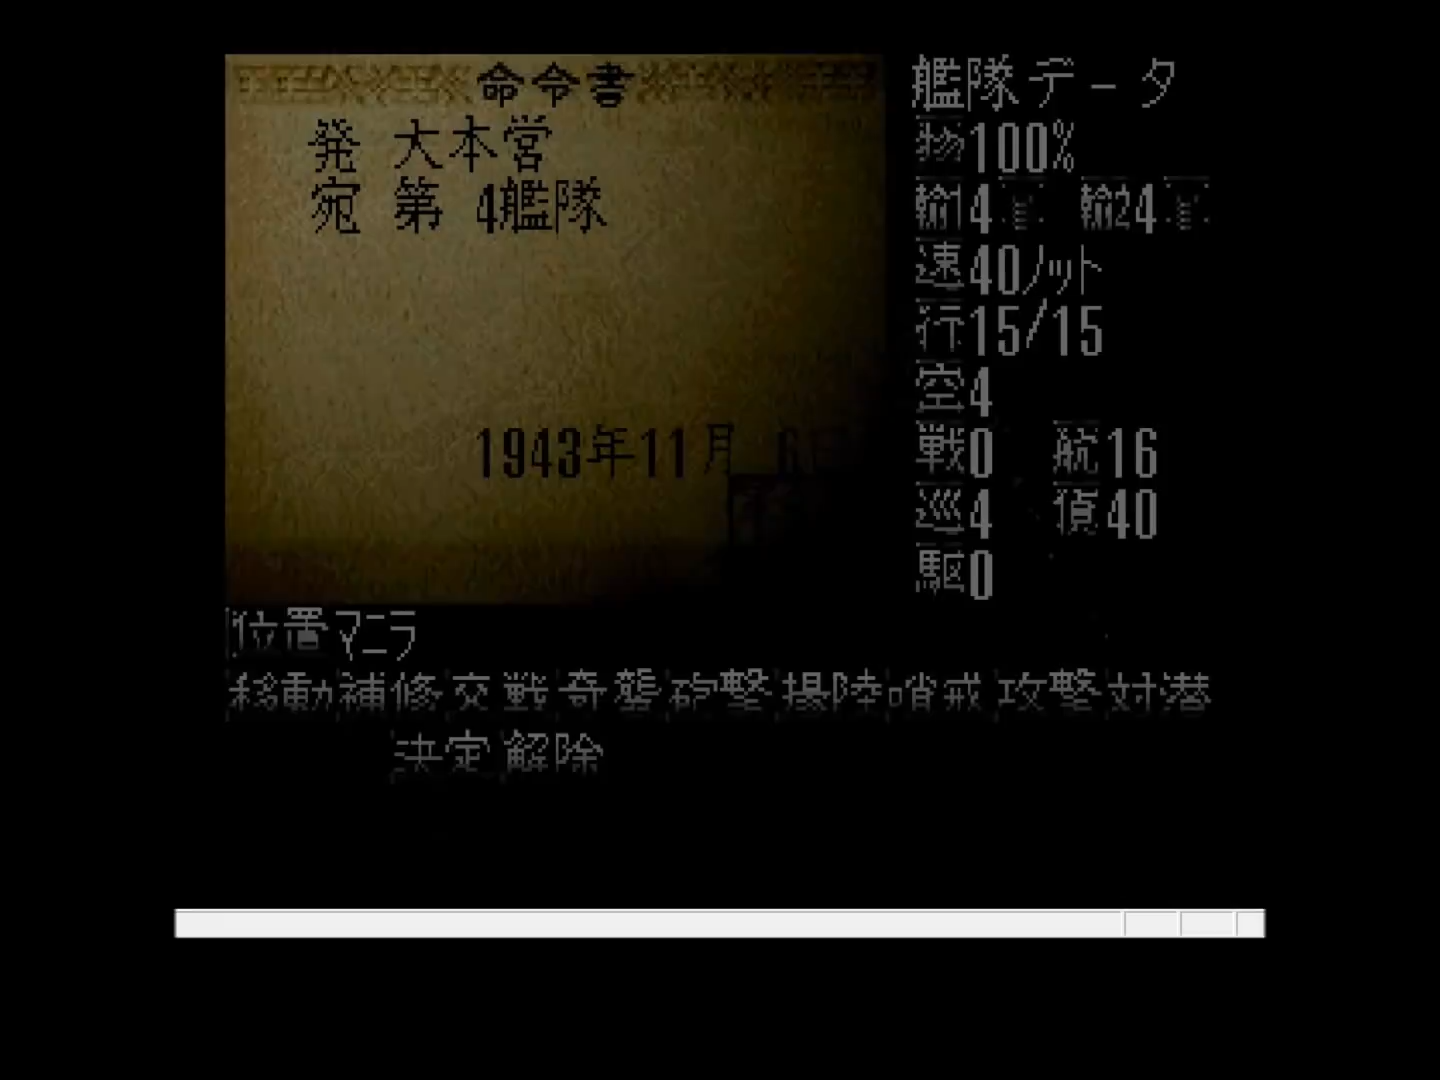 命令書
発 大本営
宛 第 4艦隊
1943年11月 6日
位置マニラ
移動補修交戦奇襲砲撃揚陸哨戒攻撃対潜
決定解除
艦隊データ
物100%
輸14 輸24
速40ノット
行15/15
空4
戦0 航16
巡4 偵40
駆0